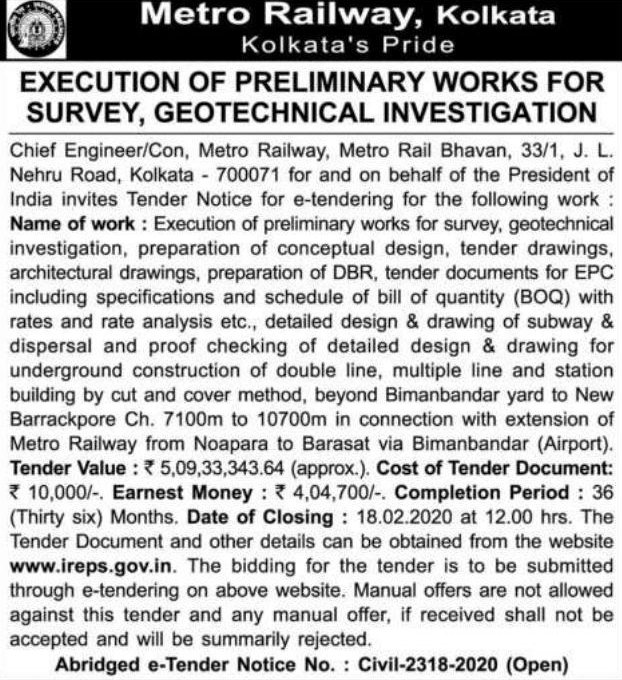 Metro Railway, Kolkata
Kolkata's Pride
EXECUTION OF PRELIMINARY WORKS FOR
SURVEY, GEOTECHNICAL INVESTIGATION
Chief Engineer/Con, Metro Railway, Metro Rail Bhavan, 33/1, J. L.
Nehru Road, Kolkata - 700071 for and on behalf of the President of
India invites Tender Notice for e-tendering for the following work :
Name of work : Execution of preliminary works for survey, geotechnical
investigation, preparation of conceptual design, tender drawings,
architectural drawings, preparation of DBR, tender documents for EPC
including specifications and schedule of bill of quantity (BOQ) with
rates and rate analysis etc., detailed design & drawing of subway &
dispersal and proof checking of detailed design & drawing for
underground construction of double line, multiple line and station
building by cut and cover method, beyond Bimanbandar yard to New
Barrackpore Ch. 7100m to 10700m in connection with extension of
Metro Railway from Noapara to Barasat via Bimanbandar (Airport).
Tender Value : ₹ 5,09,33,343.64 (approx.). Cost of Tender Document:
₹ 10,000/-. Earnest Money : ₹ 4,04,700/-. Completion Period : 36
(Thirty six) Months. Date of Closing : 18.02.2020 at 12.00 hrs. The
Tender Document and other details can be obtained from the website
www.ireps.gov.in. The bidding for the tender is to be submitted
through e-tendering on above website. Manual offers are not allowed
against this tender and any manual offer, if received shall not be
accepted and will be summarily rejected.
Abridged e-Tender Notice No. : Civil-2318-2020 (Open)